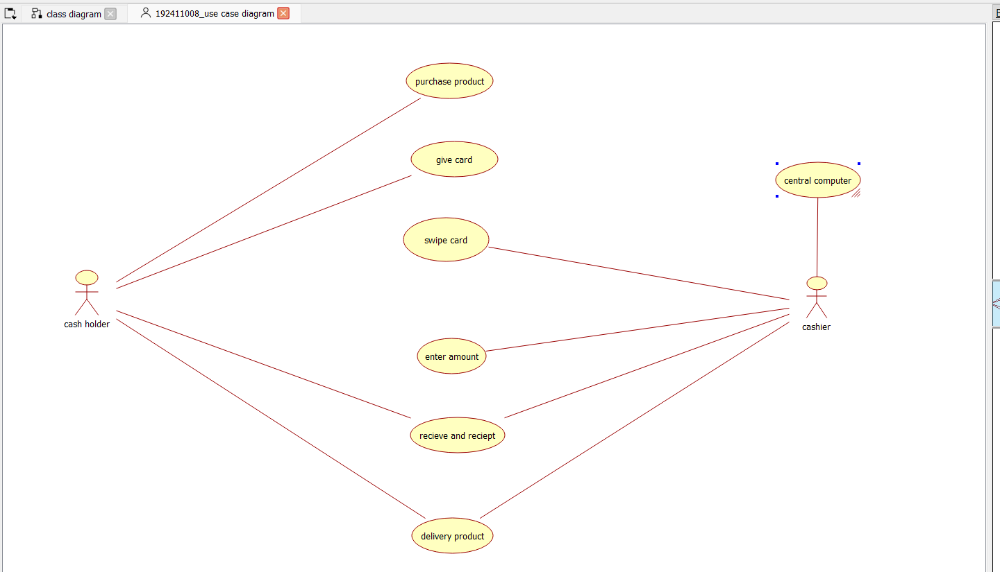 class diagram
192411008_use case diagram
purchase product
give card
central computer
swipe card
cash holder
cashier
enter amount
recieve and reciept
delivery product